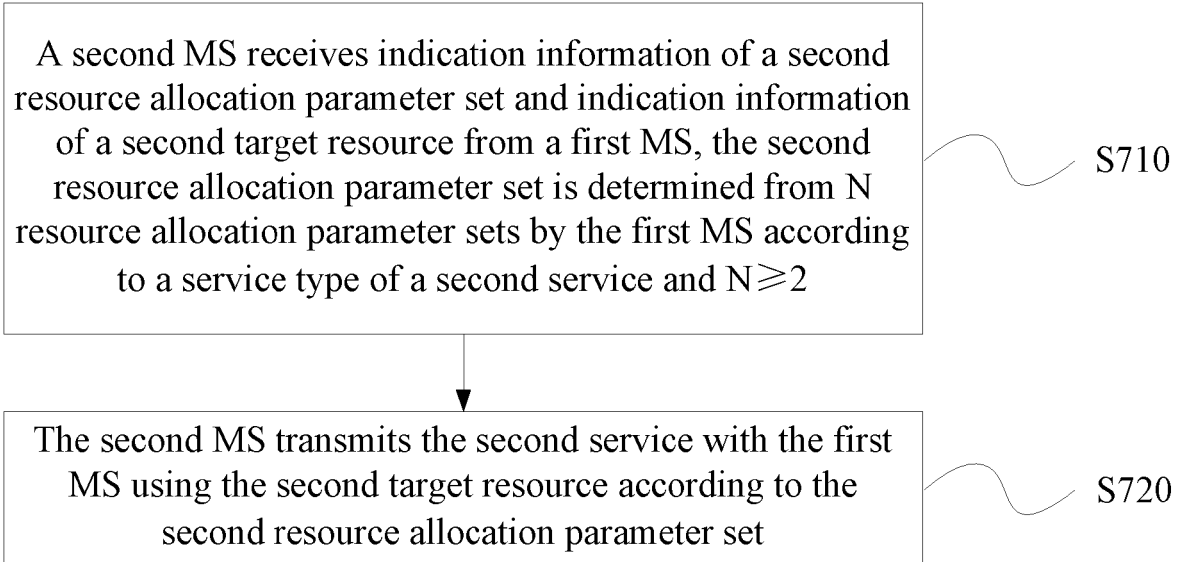 A second MS receives indication information of a second
resource allocation parameter set and indication information
of a second target resource from a first MS, the second
resource allocation parameter set is determined from N
resource allocation parameter sets by the first MS according
to a service type of a second service and N⩾2
S710
The second MS transmits the second service with the first
MS using the second target resource according to the
second resource allocation parameter set
S720